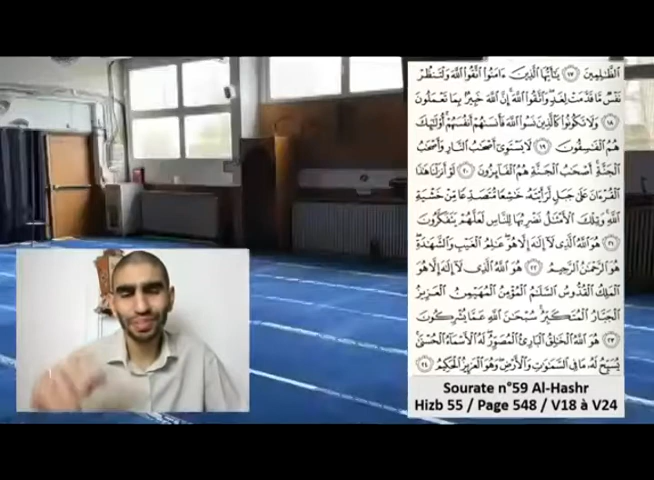 ٱلظَّـٰلِمِينَ ١٧ يَـٰٓأَيُّهَا ٱلَّذِينَ ءَامَنُوا۟ ٱتَّقُوا۟ ٱللَّهَ وَلْتَنظُرْ
نَفْسٌ مَّا قَدَّمَتْ لِغَدٍ وَٱتَّقُوا۟ ٱللَّهَ إِنَّ ٱللَّهَ خَبِيرٌۢ بِمَا تَعْمَلُونَ
١٨ وَلَا تَكُونُوا۟ كَٱلَّذِينَ نَسُوا۟ ٱللَّهَ فَأَنسَىٰهُمْ أَنفُسَهُمْ أُو۟لَـٰٓئِكَ
هُمُ ٱلْفَـٰسِقُونَ ١٩ لَا يَسْتَوِىٓ أَصْحَـٰبُ ٱلنَّارِ وَأَصْحَـٰبُ
ٱلْجَنَّةِ أَصْحَـٰبُ ٱلْجَنَّةِ هُمُ ٱلْفَآئِزُونَ ٢٠ لَوْ أَنزَلْنَا هَـٰذَا
ٱلْقُرْءَانَ عَلَىٰ جَبَلٍ لَّرَأَيْتَهُۥ خَـٰشِعًا مُّتَصَدِّعًا مِّنْ خَشْيَةِ
ٱللَّهِ وَتِلْكَ ٱلْأَمْثَـٰلُ نَضْرِبُهَا لِلنَّاسِ لَعَلَّهُمْ يَتَفَكَّرُونَ
٢١ هُوَ ٱللَّهُ ٱلَّذِى لَآ إِلَـٰهَ إِلَّا هُوَ عَـٰلِمُ ٱلْغَيْبِ وَٱلشَّهَـٰدَةِ
هُوَ ٱلرَّحْمَـٰنُ ٱلرَّحِيمُ ٢٢ هُوَ ٱللَّهُ ٱلَّذِى لَآ إِلَـٰهَ إِلَّا هُوَ
ٱلْمَلِكُ ٱلْقُدُّوسُ ٱلسَّلَـٰمُ ٱلْمُؤْمِنُ ٱلْمُهَيْمِنُ ٱلْعَزِيزُ
ٱلْجَبَّارُ ٱلْمُتَكَبِّرُ سُبْحَـٰنَ ٱللَّهِ عَمَّا يُشْرِكُونَ
٢٣ هُوَ ٱللَّهُ ٱلْخَـٰلِقُ ٱلْبَارِئُ ٱلْمُصَوِّرُ لَهُ ٱلْأَسْمَآءُ ٱلْحُسْنَىٰ
يُسَبِّحُ لَهُۥ مَا فِى ٱلسَّمَـٰوَٰتِ وَٱلْأَرْضِ وَهُوَ ٱلْعَزِيزُ ٱلْحَكِيمُ ٢٤
Sourate n°59 Al-Hashr
Hizb 55 / Page 548 / V18 à V24